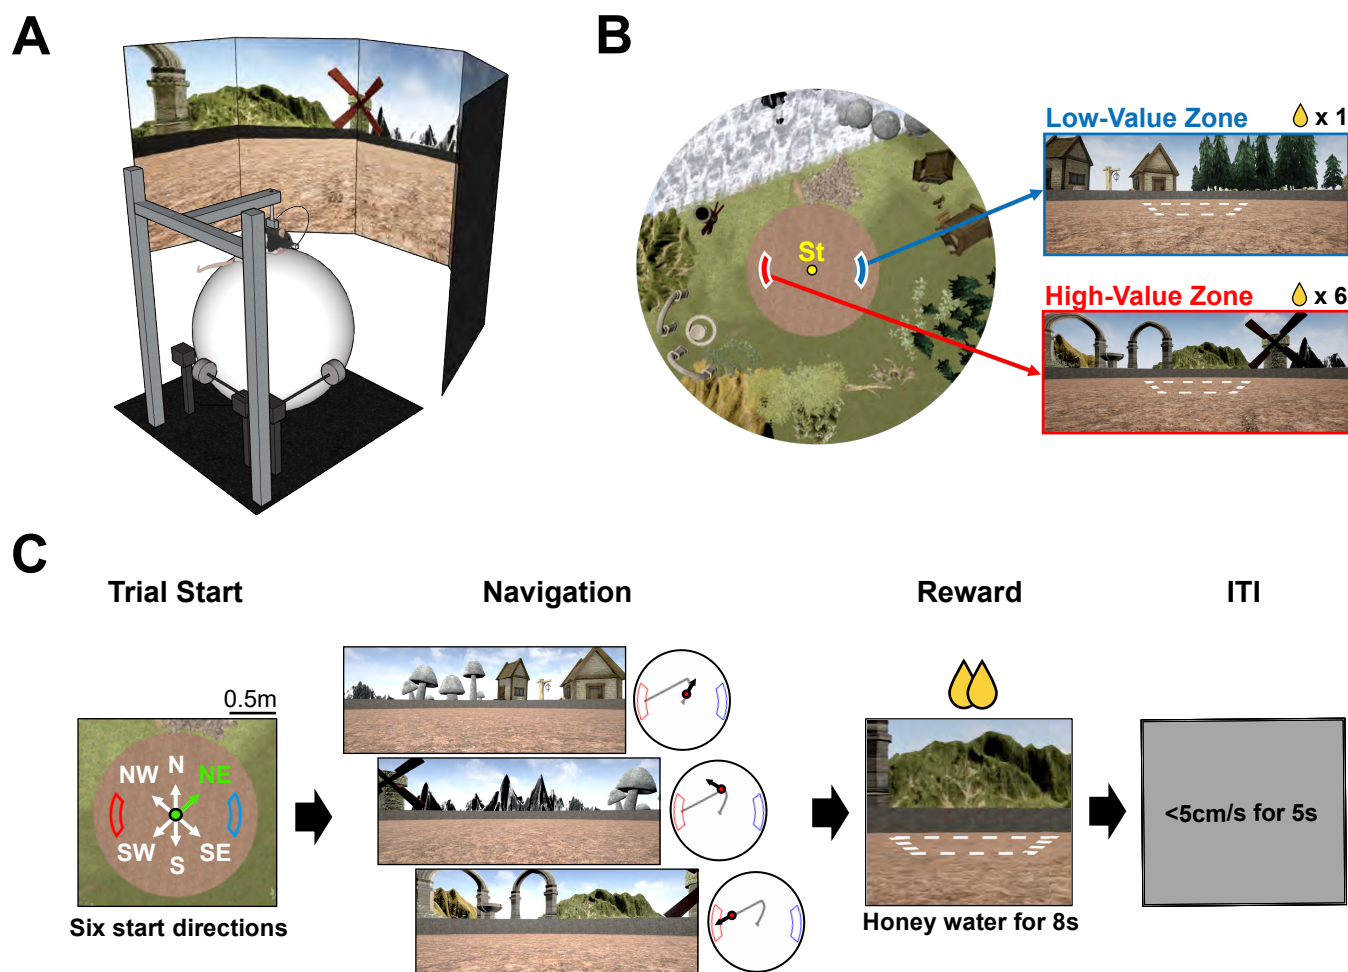 A
B
Low-Value Zone
x 1
St
High-Value Zone
x 6
C
Trial Start
Navigation
Reward
ITI
0.5m
NW
N
NE
SW
S
SE
<5cm/s for 5s
Six start directions
Honey water for 8s